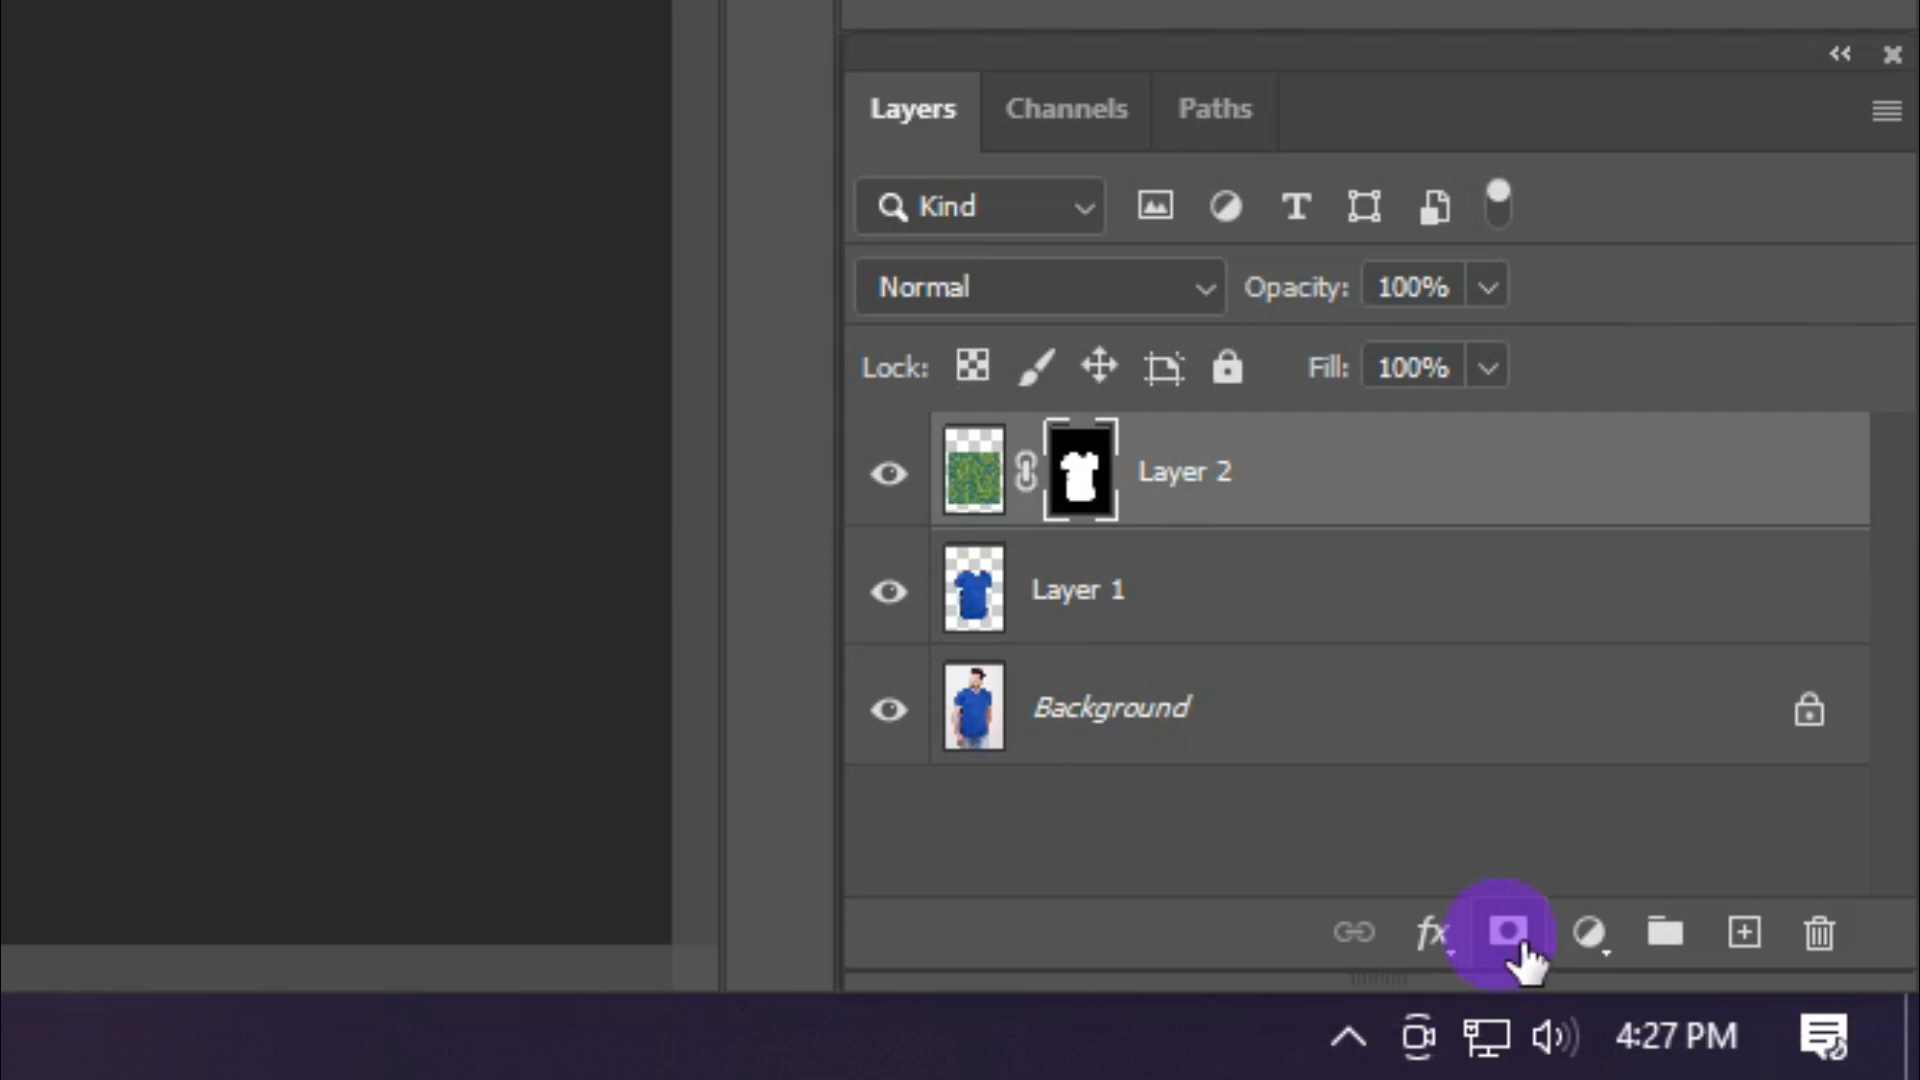 Layers Channels Paths
Kind
Normal Opacity: 100%
Lock: Fill: 100%
Layer 2
Layer 1
Background
fx
4:27 PM